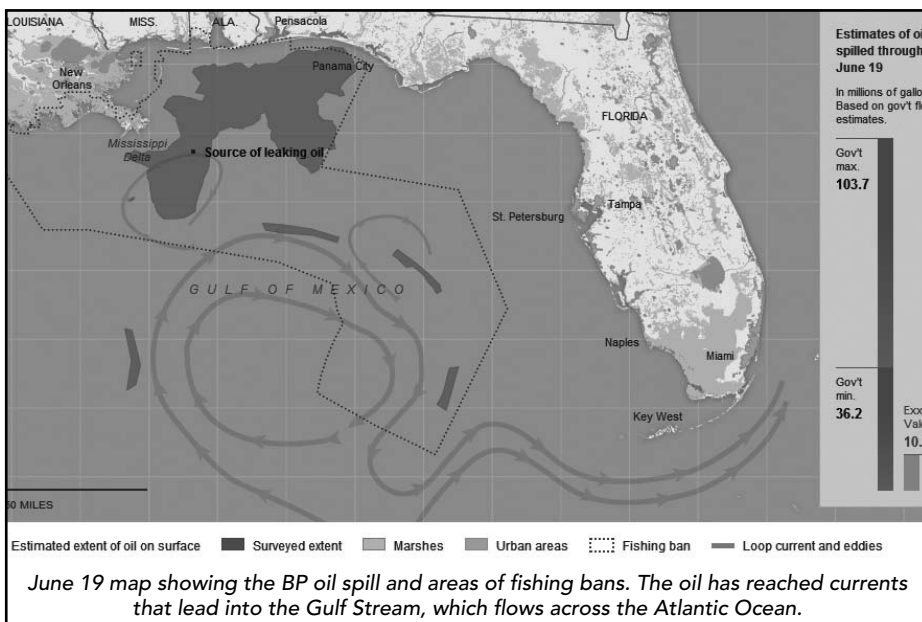 LOUISIANA
MISS.
ALA.
Pensacola
Panama City
New
Orleans
Mississippi
Delta
Source of leaking oil
FLORIDA
St. Petersburg
Tampa
GULF OF MEXICO
Naples
Miami
Key West
0 MILES
Estimates of oi
spilled through
June 19
In millions of gallo
Based on gov't flo
estimates.
Gov't
max.
103.7
Gov't
min.
36.2
Exx
Vald
10.
Estimated extent of oil on surface
Surveyed extent
Marshes
Urban areas
Fishing ban
Loop current and eddies
June 19 map showing the BP oil spill and areas of fishing bans. The oil has reached currents
that lead into the Gulf Stream, which flows across the Atlantic Ocean.